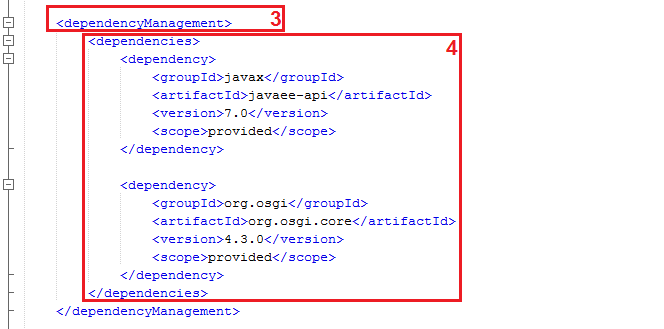 <dependencyManagement> 3
<dependencies> 4
<dependency>
<groupId>javax</groupId>
<artifactId>javaee-api</artifactId>
<version>7.0</version>
<scope>provided</scope>
</dependency>
<dependency>
<groupId>org.osgi</groupId>
<artifactId>org.osgi.core</artifactId>
<version>4.3.0</version>
<scope>provided</scope>
</dependency>
</dependencies>
</dependencyManagement>